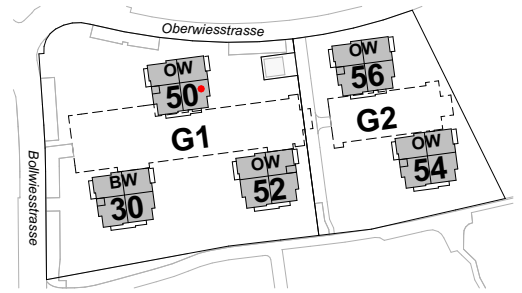 Oberwiesstrasse
OW
56
OW
50
G2
G1
OW
54
OW
52
BW
30
Bollwiesstrasse